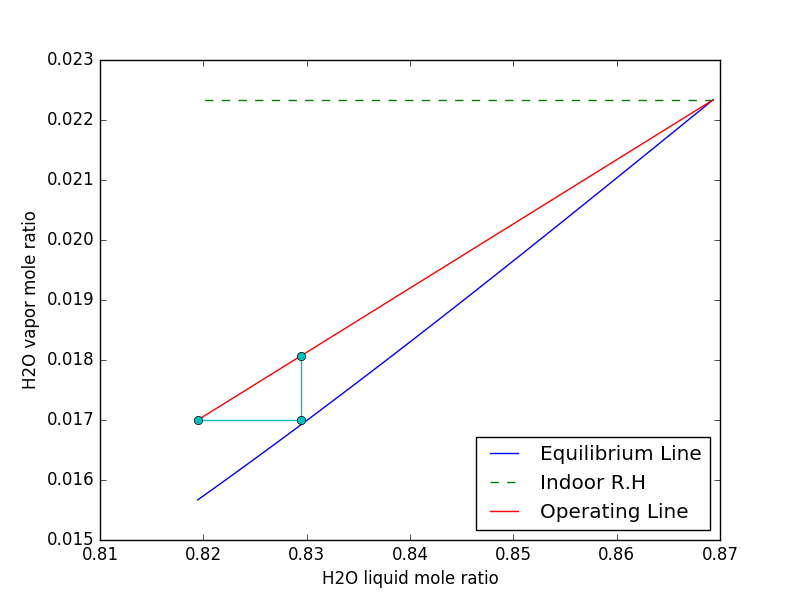 0.023
0.022
0.021
0.020
0.019
0.018
0.017
0.016
0.015
H2O vapor mole ratio
0.81 0.82 0.83 0.84 0.85 0.86 0.87
H2O liquid mole ratio
Equilibrium Line
Indoor R.H
Operating Line